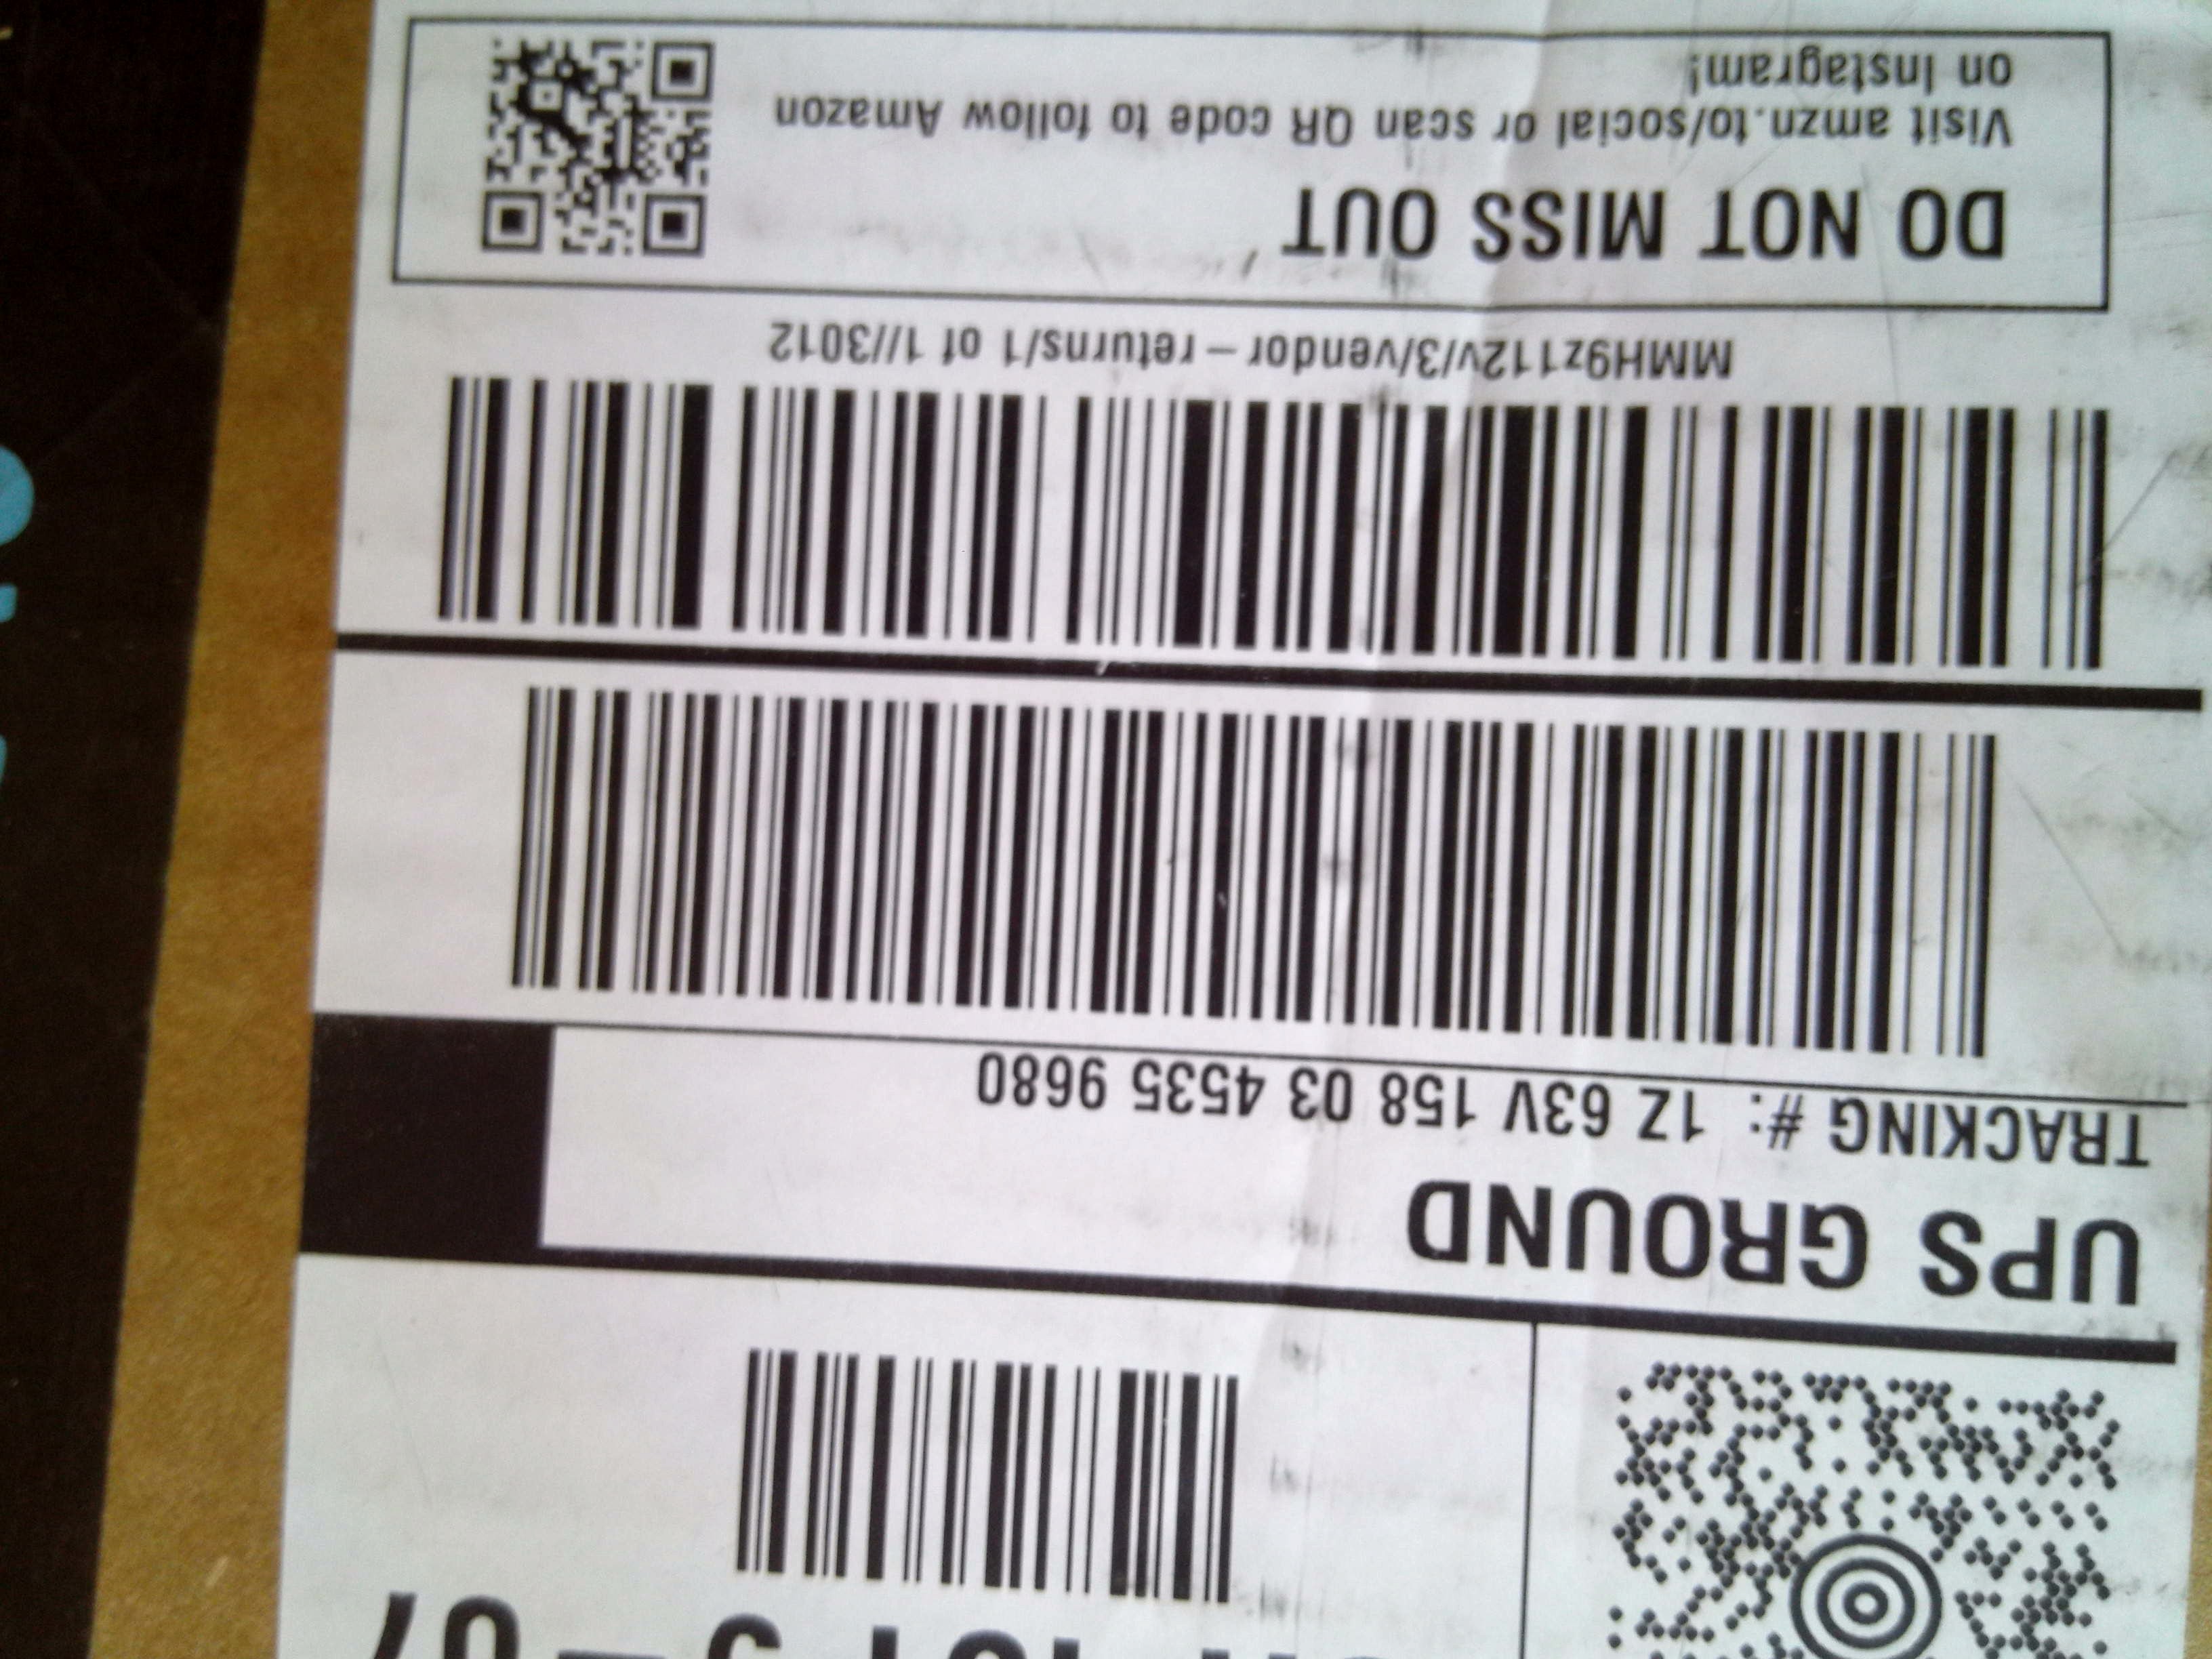 UPS GROUND
TRACKING #: 1Z 63V 158 03 4535 9680
MMH9z112v/3/vendor – returns/1 of 1//3012
DO NOT MISS OUT
Visit amzn.to/social or scan QR code to follow Amazon
on Instagram!